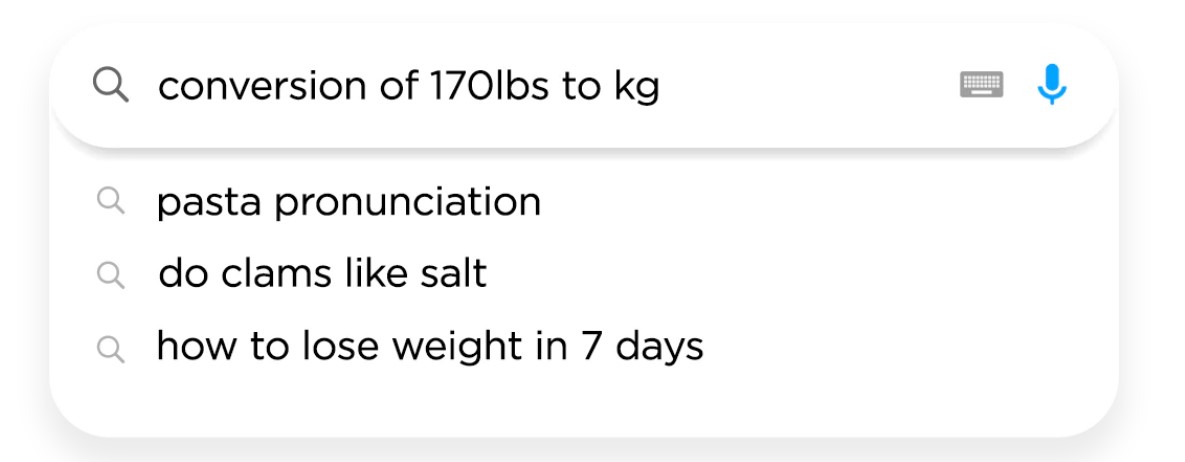 conversion of 170lbs to kg
pasta pronunciation
do clams like salt
how to lose weight in 7 days